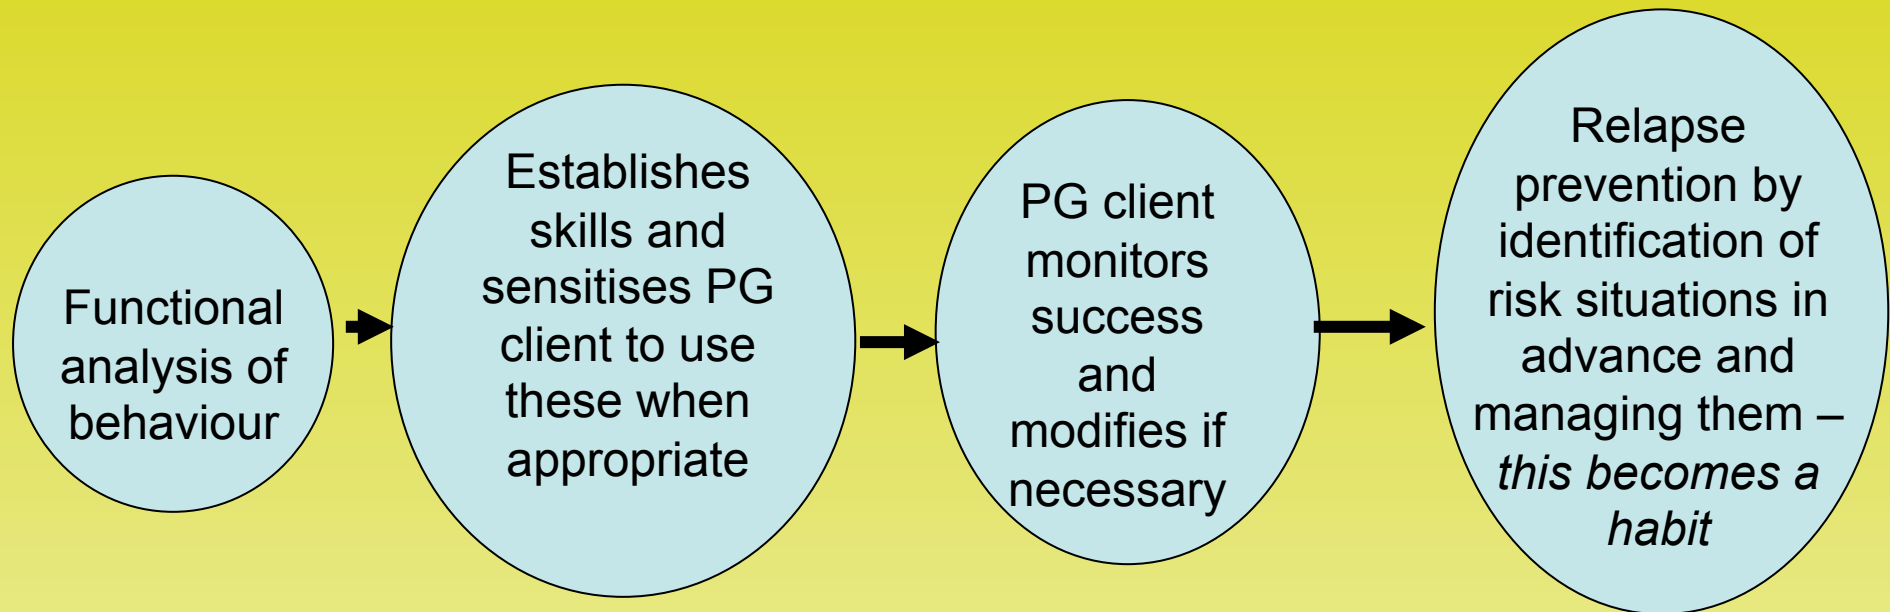 Functional
analysis of
behaviour
Establishes
skills and
sensitises PG
client to use
these when
appropriate
PG client
monitors
success
and
modifies if
necessary
Relapse
prevention by
identification of
risk situations in
advance and
managing them –
this becomes a
habit